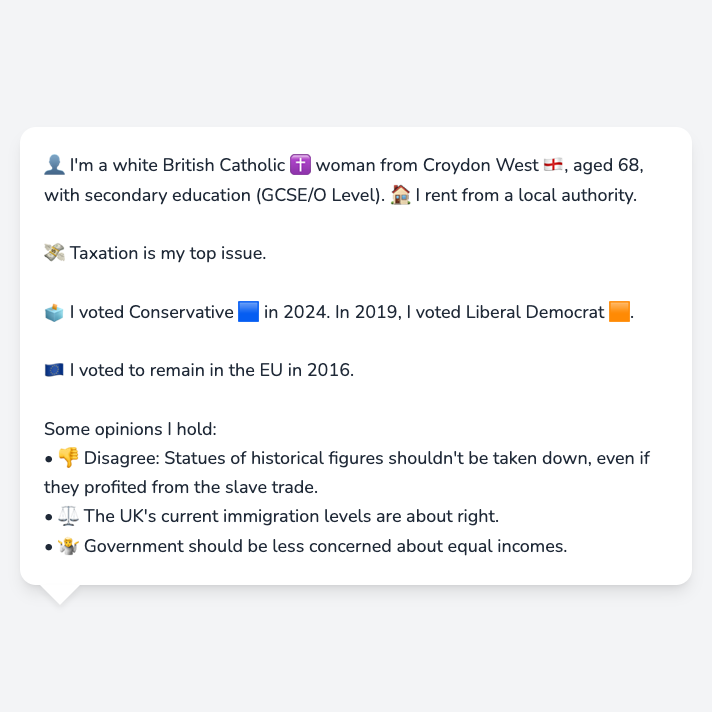 👤 I'm a white British Catholic ✝️ woman from Croydon West 🏴󠁧󠁢󠁥󠁮󠁧󠁿, aged 68,
with secondary education (GCSE/O Level). 🏠 I rent from a local authority.
💸 Taxation is my top issue.
🗳️ I voted Conservative 🟦 in 2024. In 2019, I voted Liberal Democrat 🟧.
🇪🇺 I voted to remain in the EU in 2016.
Some opinions I hold:
• 👎 Disagree: Statues of historical figures shouldn't be taken down, even if
they profited from the slave trade.
• ⚖️ The UK's current immigration levels are about right.
• 🤷 Government should be less concerned about equal incomes.